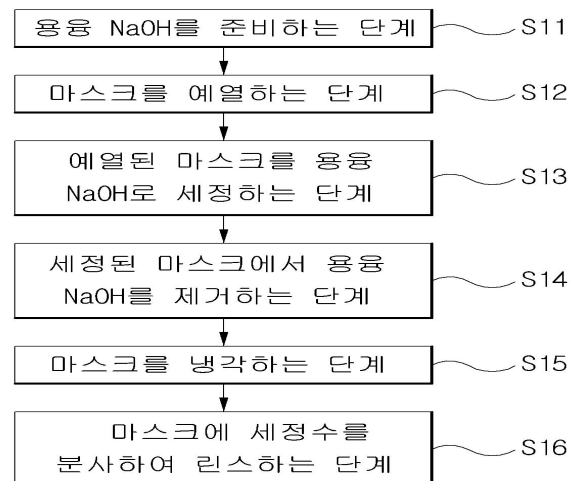 용융 NaOH를 준비하는 단계 S11
마스크를 예열하는 단계 S12
예열된 마스크를 용융
NaOH로 세정하는 단계 S13
세정된 마스크에서 용융
NaOH를 제거하는 단계 S14
마스크를 냉각하는 단계 S15
마스크에 세정수를
분사하여 린스하는 단계 S16